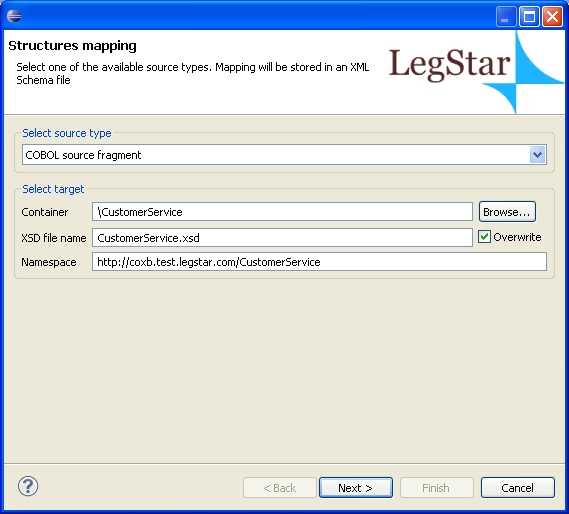 Structures mapping
Select one of the available source types. Mapping will be stored in an XML
Schema file
LegStar
Select source type
COBOL source fragment
Select target
Container \CustomerService Browse...
XSD file name CustomerService.xsd Overwrite
Namespace http://coxb.test.legstar.com/CustomerService
? < Back Next > Finish Cancel